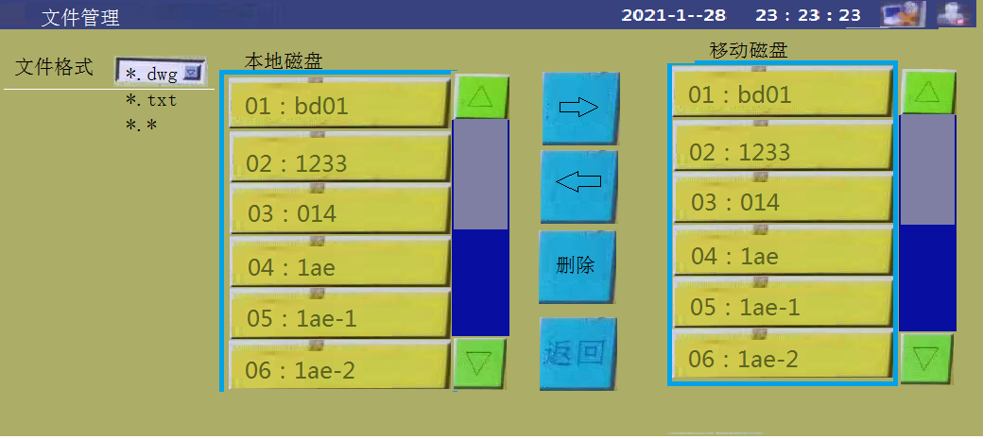 文件管理
2021-1--28 23:23:23
文件格式
*.dwg
*.txt
*.*
本地磁盘
01:bd01
02:1233
03:014
04:1ae
05:1ae-1
06:1ae-2
删除
返回
移动磁盘
01:bd01
02:1233
03:014
04:1ae
05:1ae-1
06:1ae-2